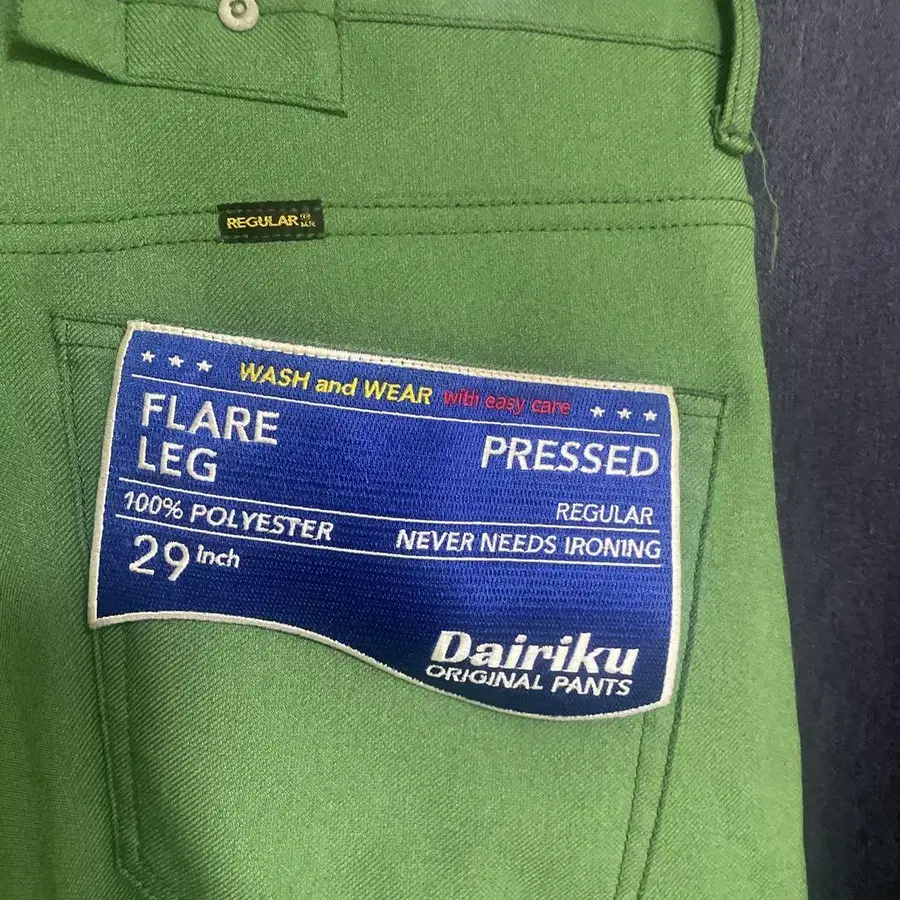 REGULAR
WASH and WEAR with easy care
FLARE
LEG
PRESSED
REGULAR
100% POLYESTER
NEVER NEEDS IRONING
29 Inch
Dairiku
ORIGINAL PANTS